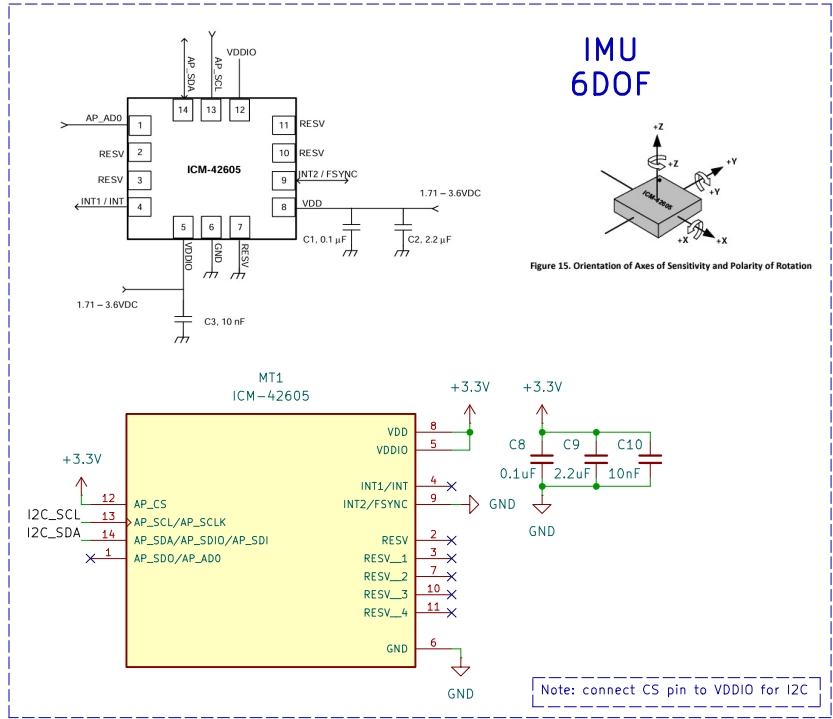 IMU
6DOF
AP_SDA
AP_SCL
VDDIO
14
13
12
AP_AD0
1
RESV
2
RESV
3
INT1 / INT
4
ICM-42605
11
RESV
10
RESV
9
INT2 / FSYNC
8
VDD
1.71 – 3.6VDC
5
6
7
VDDIO
GND
RESV
C1, 0.1 µF
C2, 2.2 µF
1.71 – 3.6VDC
C3, 10 nF
+Z
+Z
+Y
+Y
ICM-42605
+X
+X
Figure 15. Orientation of Axes of Sensitivity and Polarity of Rotation
MT1
ICM-42605
+3.3V
12
AP_CS
I2C_SCL
13
AP_SCL/AP_SCLK
I2C_SDA
14
AP_SDA/AP_SDIO/AP_SDI
1
AP_SDO/AP_AD0
+3.3V
VDD
8
VDDIO
5
INT1/INT
4
INT2/FSYNC
9
GND
RESV
2
RESV__1
3
RESV__2
7
RESV__3
10
RESV__4
11
GND
6
GND
+3.3V
C8
C9
C10
0.1uF
2.2uF
10nF
GND
Note: connect CS pin to VDDIO for I2C